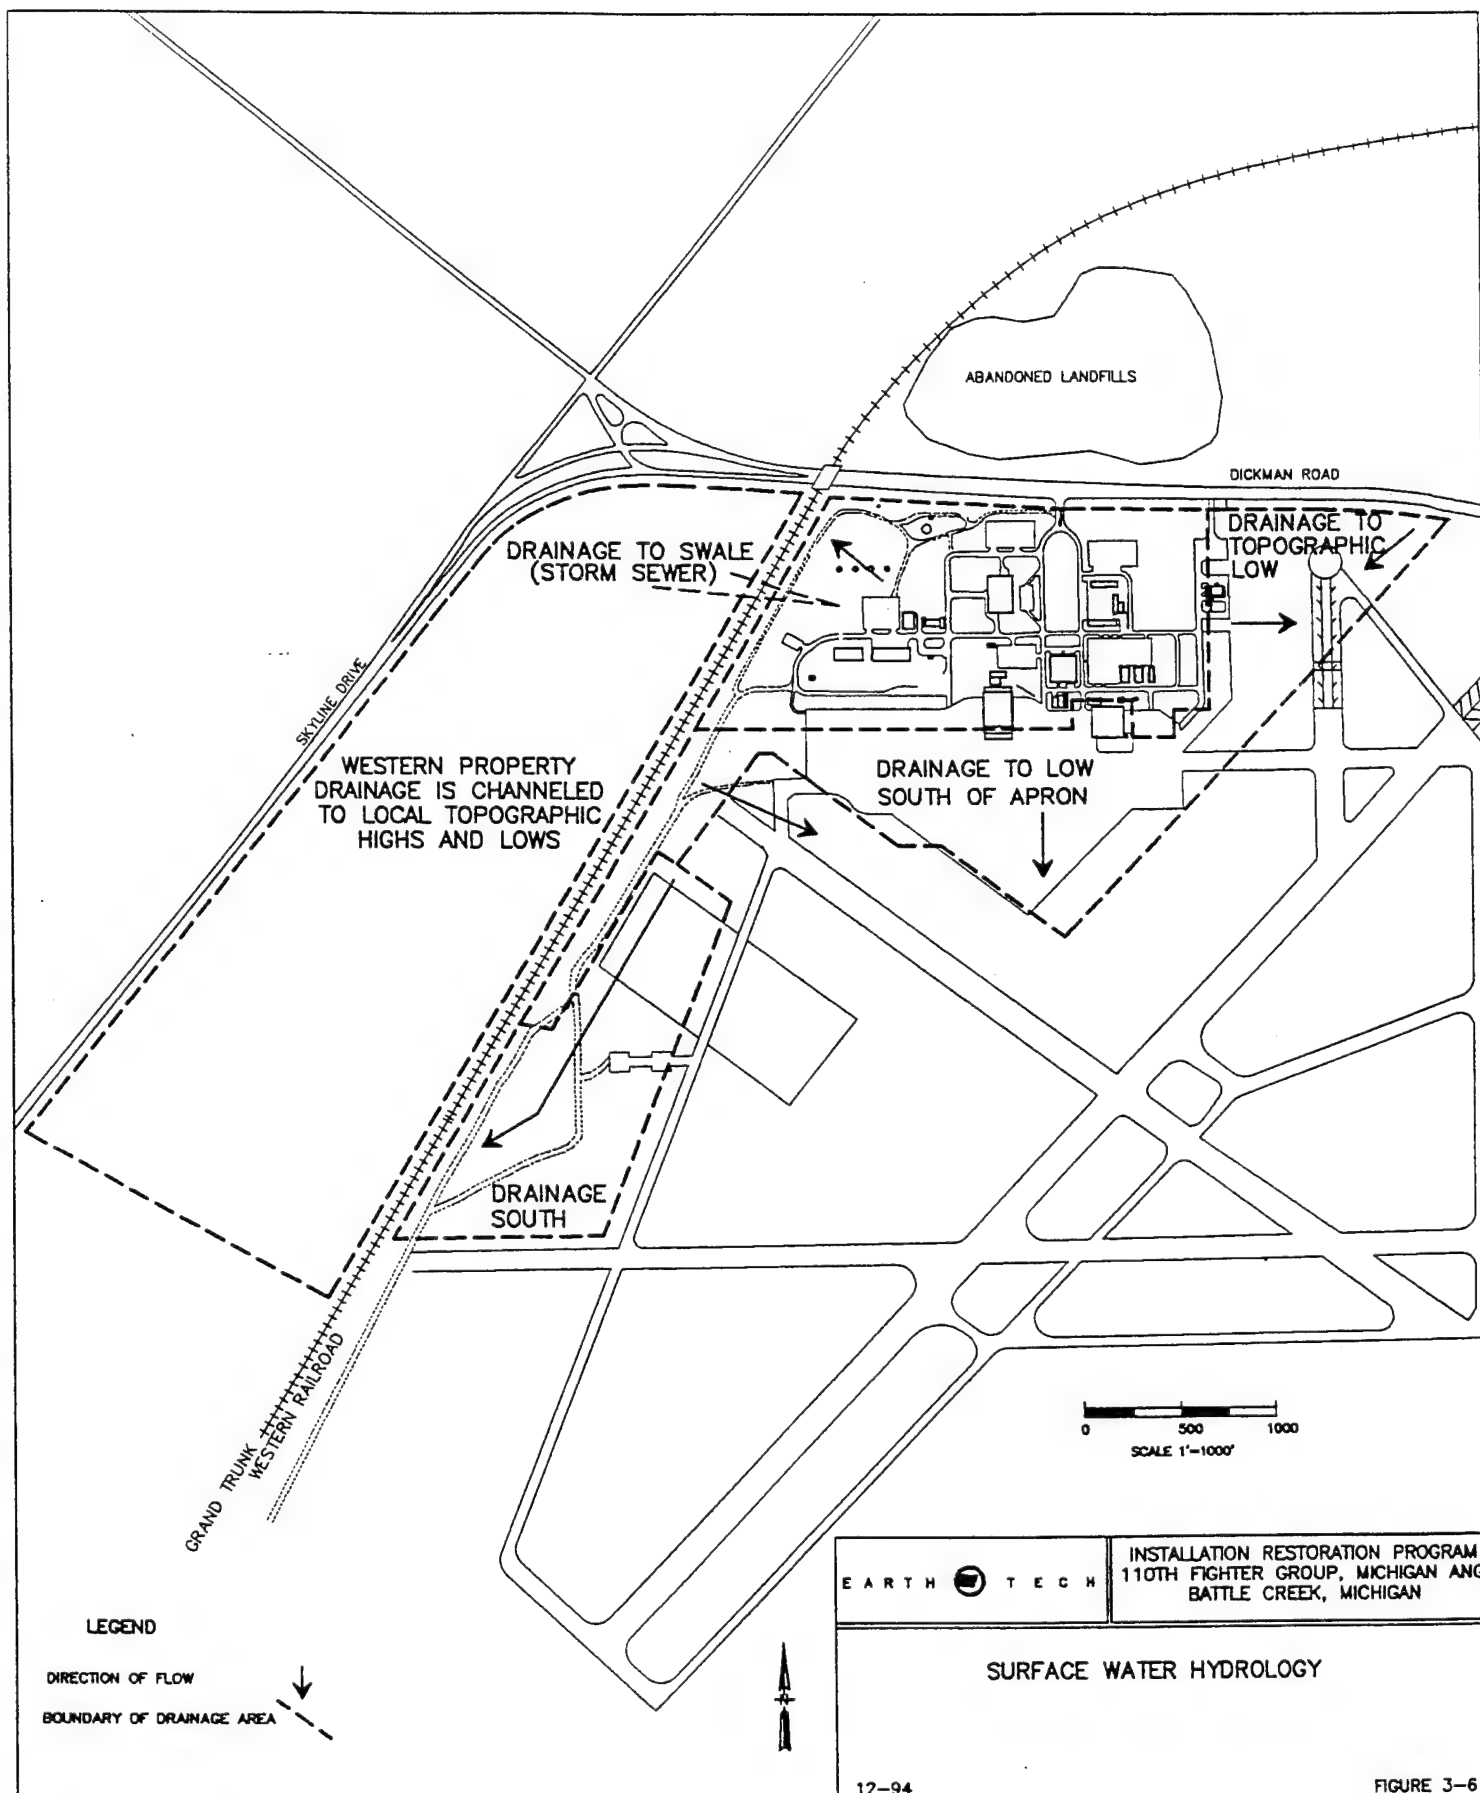 ABANDONED LANDFILLS
DICKMAN ROAD
DRAINAGE TO SWALE
(STORM SEWER)
DRAINAGE TO
TOPOGRAPHIC
LOW
SKYLINE DRIVE
WESTERN PROPERTY
DRAINAGE IS CHANNELED
TO LOCAL TOPOGRAPHIC
HIGHS AND LOWS
DRAINAGE TO LOW
SOUTH OF APRON
DRAINAGE
SOUTH
GRAND TRUNK
WESTERN RAILROAD
0 500 1000
SCALE 1"-1000'
EARTH TECH
INSTALLATION RESTORATION PROGRAM
110TH FIGHTER GROUP, MICHIGAN ANG
BATTLE CREEK, MICHIGAN
LEGEND
DIRECTION OF FLOW
BOUNDARY OF DRAINAGE AREA
N
SURFACE WATER HYDROLOGY
12-94
FIGURE 3-6